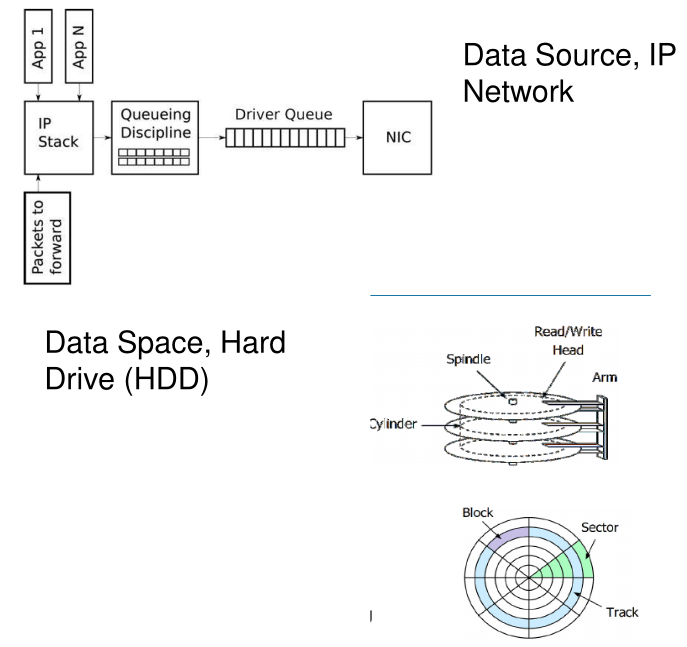 App 1
App N
Data Source, IP
Network
IP
Stack
Queueing
Discipline
Driver Queue
NIC
Packets to
forward
Data Space, Hard
Drive (HDD)
Read/Write
Head
Spindle
Arm
Cylinder
Block
Sector
Track